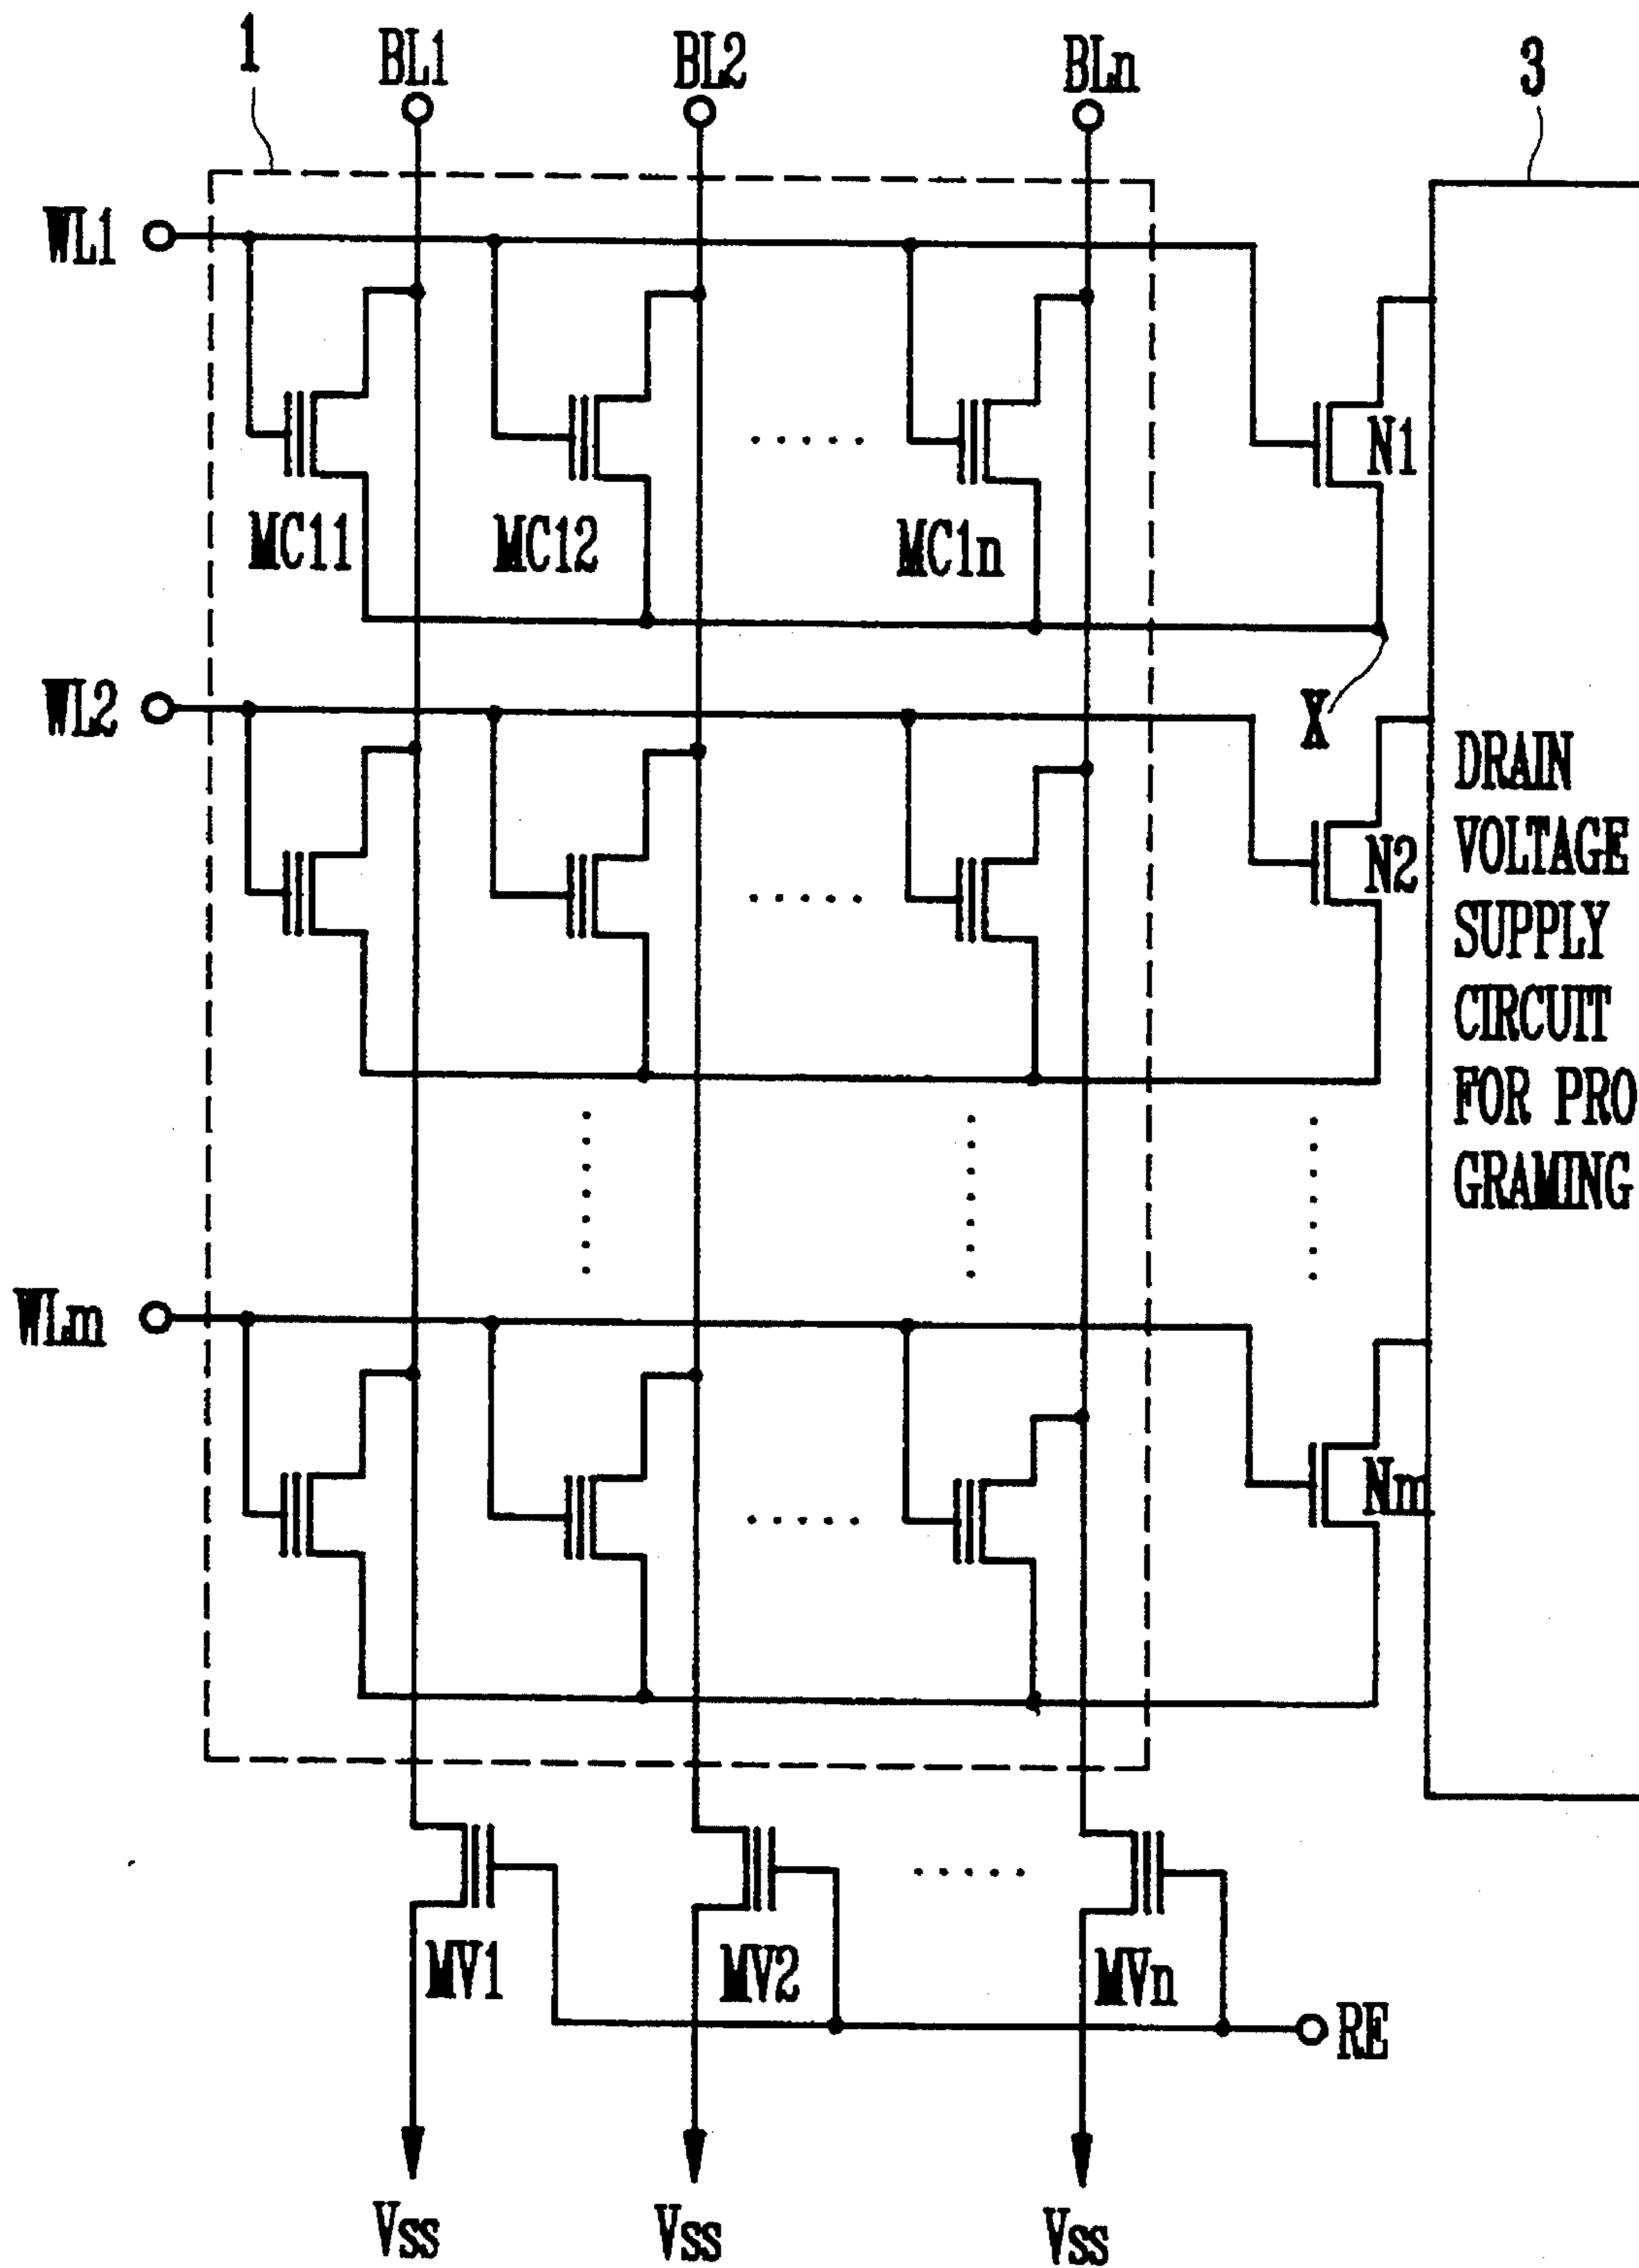 1
BL1
BL2
BLn
3
WL1
N1
MC11
MC12
MC1n
WL2
X
N2
DRAIN
VOLTAGE
SUPPLY
CIRCUIT
FOR PRO
GRAMING
WLm
Nm
MV1
MV2
MVn
RE
Vss
Vss
Vss